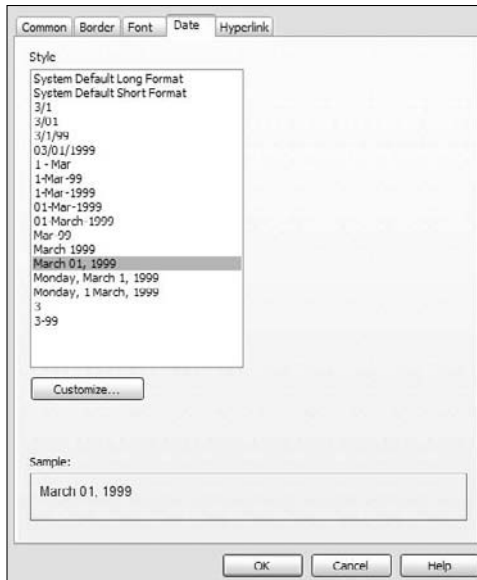 Common Border Font Date Hyperlink
Style
System Default Long Format
System Default Short Format
3/1
3/01
3/1/99
03/01/1999
1 - Mar
1-Mar-99
1-Mar-1999
01-Mar-1999
01-March-1999
Mar-99
March 1999
March 01, 1999
Monday, March 1, 1999
Monday, 1 March, 1999
3
3-99
Customize...
Sample:
March 01, 1999
OK Cancel Help